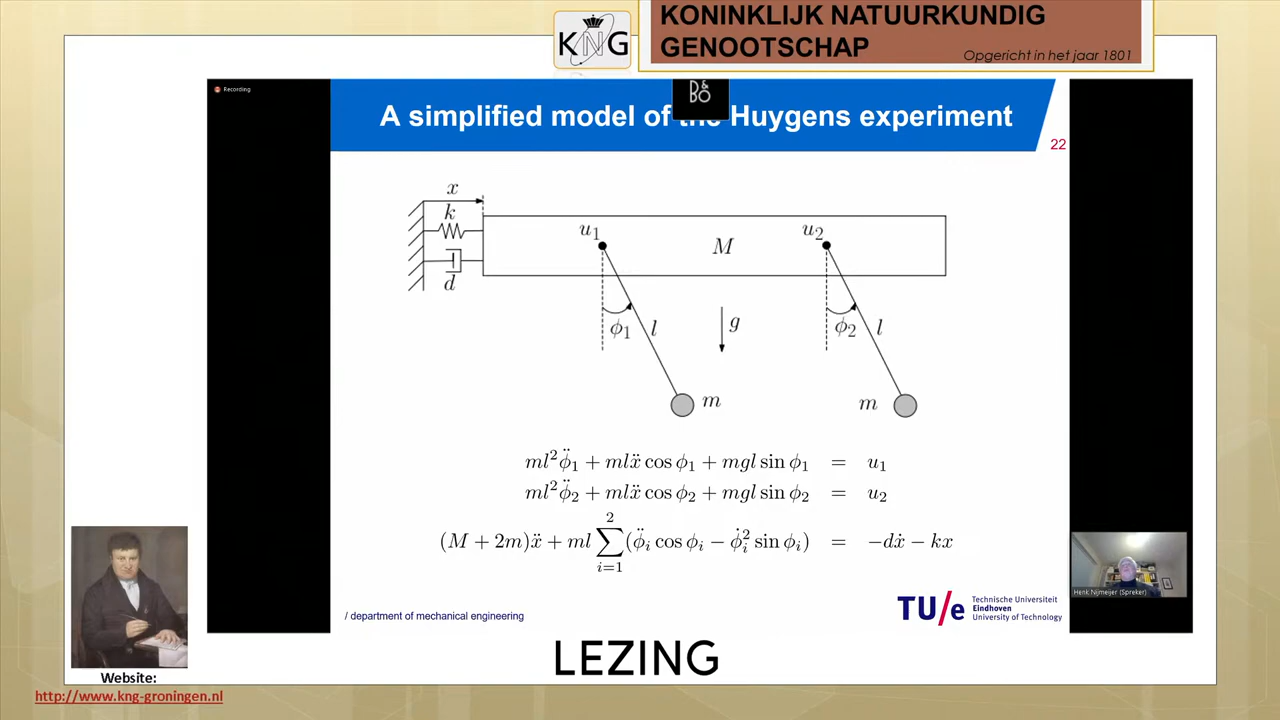 KONINKLIJK NATUURKUNDIG
GENOOTSCHAP
Opgericht in het jaar 1801
KNG
Recording
B&
BO
A simplified model of the Huygens experiment
22
x
k
d
u₁
M
u₂
ϕ₁
l
g
ϕ₂
l
m
m
ml²ϕ̈₁ + mlẍ cos ϕ₁ + mgl sin ϕ₁ = u₁
ml²ϕ̈₂ + mlẍ cos ϕ₂ + mgl sin ϕ₂ = u₂
(M + 2m)ẍ + ml ∑ᵢ₌₁² (ϕ̈ᵢ cos ϕᵢ − ϕ̇ᵢ² sin ϕᵢ) = −dẋ − kx
/ department of mechanical engineering
TU/e
Technische Universiteit
Eindhoven
University of Technology
Henk Nijmeijer (Spreker)
LEZING
Website:
http://www.kng-groningen.nl